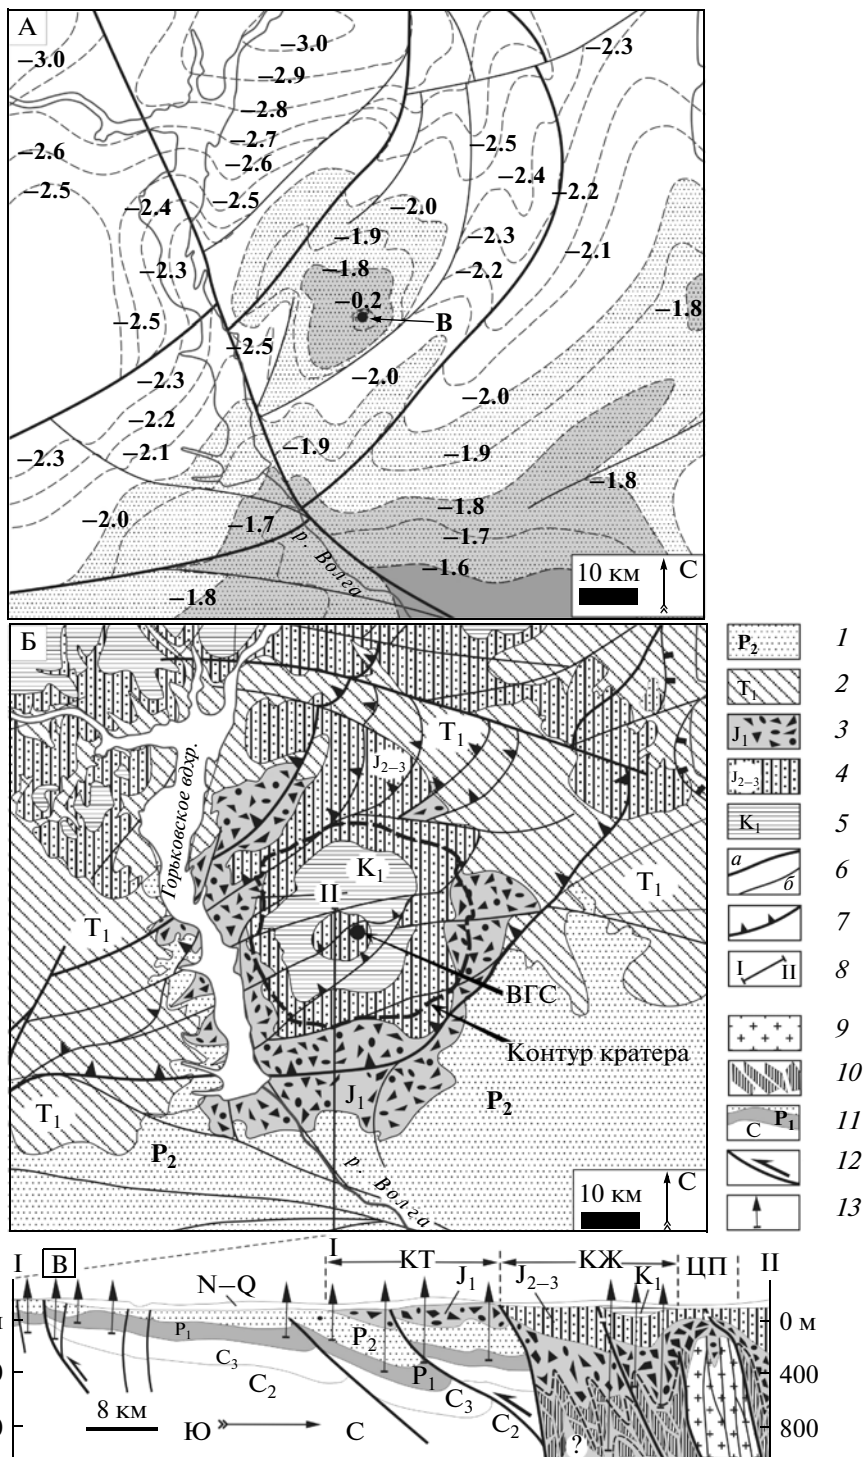 А
−3.0
−3.0
−2.3
−2.9
−2.8
−2.7
−2.6
−2.6
−2.5
−2.5
−2.4
−2.2
−2.5
−2.4
−2.5
−2.0
−1.9
−2.3
−2.1
−2.3
−1.8
−2.2
−0.2
−1.8
−2.5
В
−2.5
−2.3
−2.0
−2.2
−2.0
−2.3
−2.1
−1.9
−1.9
−1.8
−2.0
−1.7
−1.8
−1.7
−1.6
−1.8
р. Волга
10 км
С
Б
Горьковское вдхр.
T1
J2−3
K1
II
T1
T1
ВГС
Контур кратера
T1
J1
P2
P2
р. Волга
10 км
С
P2 1
T1 2
J1 3
J2−3 4
K1 5
а б 6
7
I II 8
9
10
C P1 11
12
13
I В I КТ КЖ ЦП II
N−Q J1 J2−3 K1
0 м
P1 P2
C3 P1 400
C2 C3
8 км C2 800
Ю С ?